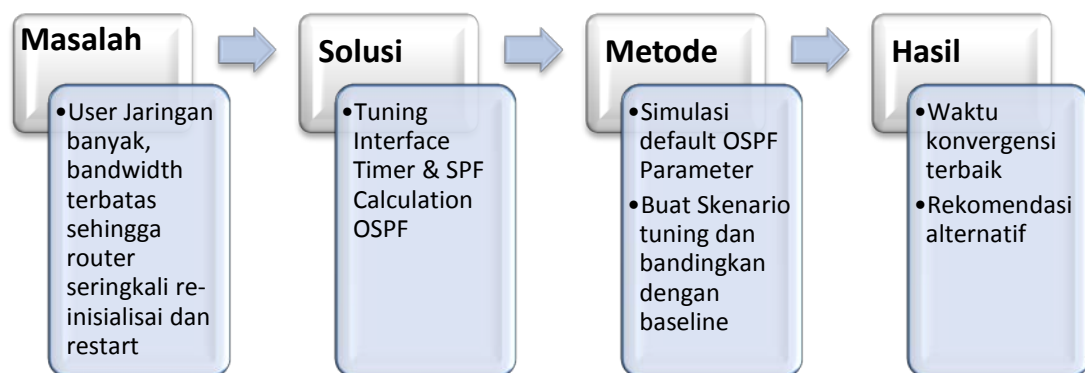 Masalah
•User Jaringan
banyak,
bandwidth
terbatas
sehingga
router
seringkali re-
inisialisai dan
restart
Solusi
•Tuning
Interface
Timer & SPF
Calculation
OSPF
Metode
•Simulasi
default OSPF
Parameter
•Buat Skenario
tuning dan
bandingkan
dengan
baseline
Hasil
•Waktu
konvergensi
terbaik
•Rekomendasi
alternatif